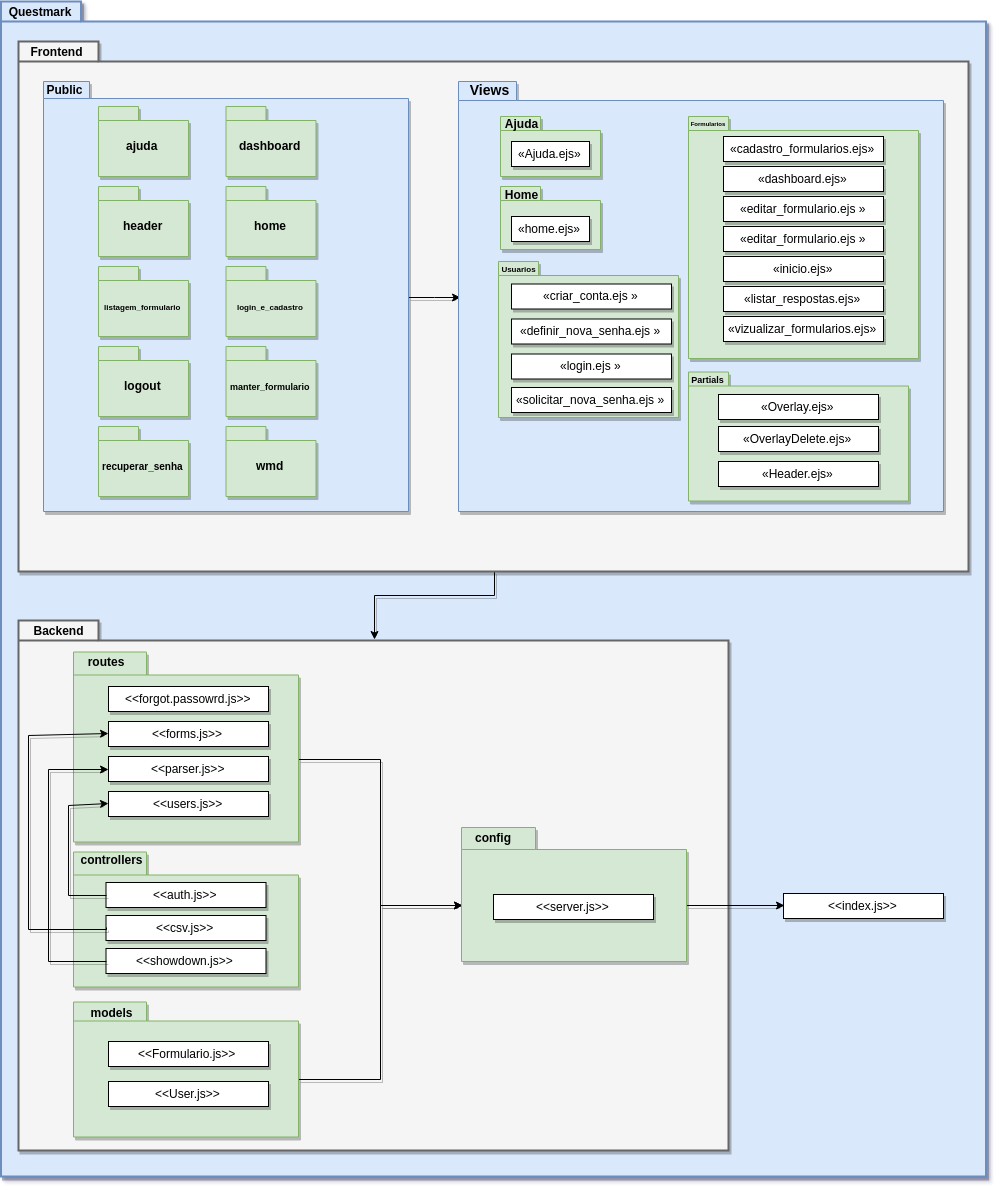 Questmark
Frontend
Public
ajuda
dashboard
header
home
listagem_formulario
login_e_cadastro
logout
manter_formulario
recuperar_senha
wmd
Views
Ajuda
«Ajuda.ejs»
Home
«home.ejs»
Usuarios
«criar_conta.ejs »
«definir_nova_senha.ejs »
«login.ejs »
«solicitar_nova_senha.ejs »
Formularios
«cadastro_formularios.ejs»
«dashboard.ejs»
«editar_formulario.ejs »
«editar_formulario.ejs »
«inicio.ejs»
«listar_respostas.ejs»
«vizualizar_formularios.ejs»
Partials
«Overlay.ejs»
«OverlayDelete.ejs»
«Header.ejs»
Backend
routes
<<forgot.passowrd.js>>
<<forms.js>>
<<parser.js>>
<<users.js>>
controllers
<<auth.js>>
<<csv.js>>
<<showdown.js>>
models
<<Formulario.js>>
<<User.js>>
config
<<server.js>>
<<index.js>>